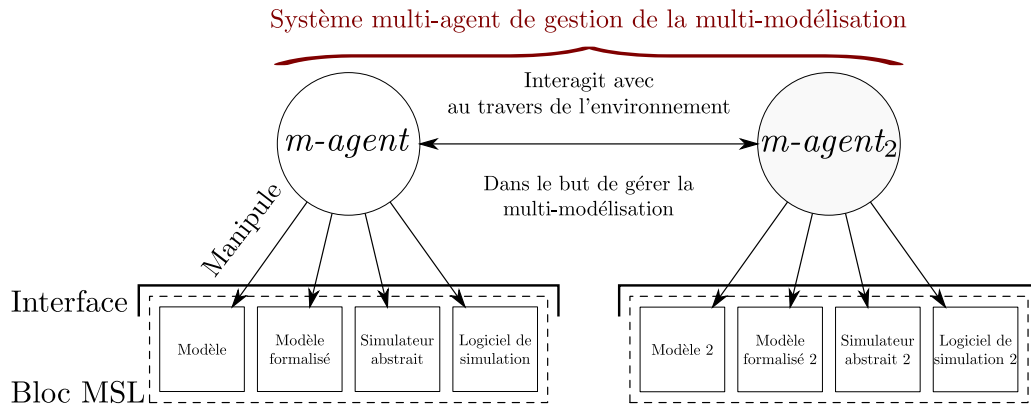 Système multi-agent de gestion de la multi-modélisation
Interagit avec
au travers de l'environnement
m-agent
m-agent₂
Dans le but de gérer la
multi-modélisation
Manipule
Interface
Modèle
Modèle
formalisé
Simulateur
abstrait
Logiciel de
simulation
Modèle 2
Modèle
formalisé 2
Simulateur
abstrait 2
Logiciel de
simulation 2
Bloc MSL